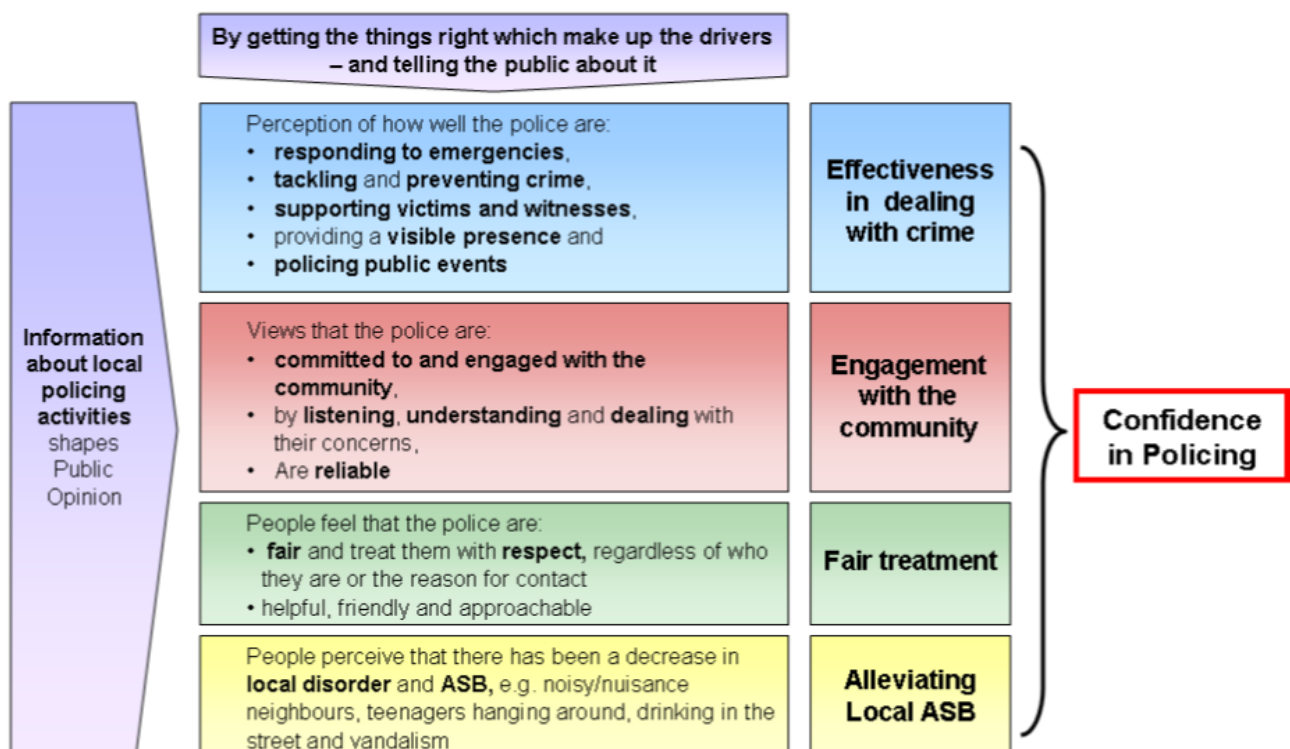 By getting the things right which make up the drivers
– and telling the public about it
Information
about local
policing
activities
shapes
Public
Opinion
Perception of how well the police are:
• responding to emergencies,
• tackling and preventing crime,
• supporting victims and witnesses,
• providing a visible presence and
• policing public events
Effectiveness
in dealing
with crime
Views that the police are:
• committed to and engaged with the
community,
• by listening, understanding and dealing with
their concerns,
• Are reliable
Engagement
with the
community
People feel that the police are:
• fair and treat them with respect, regardless of who
they are or the reason for contact
• helpful, friendly and approachable
Fair treatment
People perceive that there has been a decrease in
local disorder and ASB, e.g. noisy/nuisance
neighbours, teenagers hanging around, drinking in the
street and vandalism
Alleviating
Local ASB
Confidence
in Policing